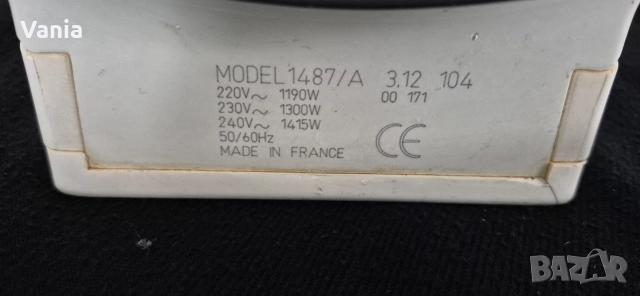 Vania
MODEL 1487/A 3.12 104
220V~ 1190W 00 171
230V~ 1300W
240V~ 1415W
50/60Hz
MADE IN FRANCE CE
BAZAR